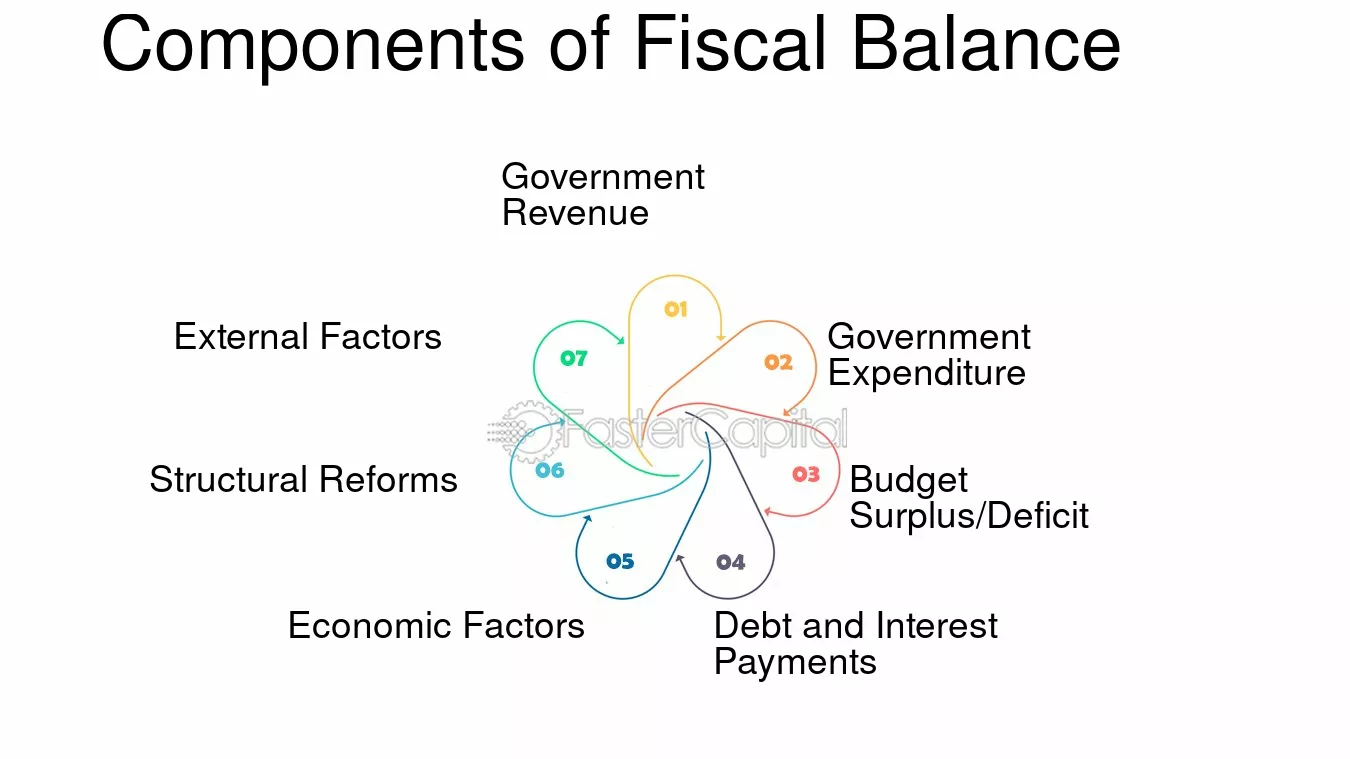 Components of Fiscal Balance
Government
Revenue
01
02
Government
Expenditure
03
Budget
Surplus/Deficit
04
Debt and Interest
Payments
05
Economic Factors
06
Structural Reforms
07
External Factors
FasterCapital